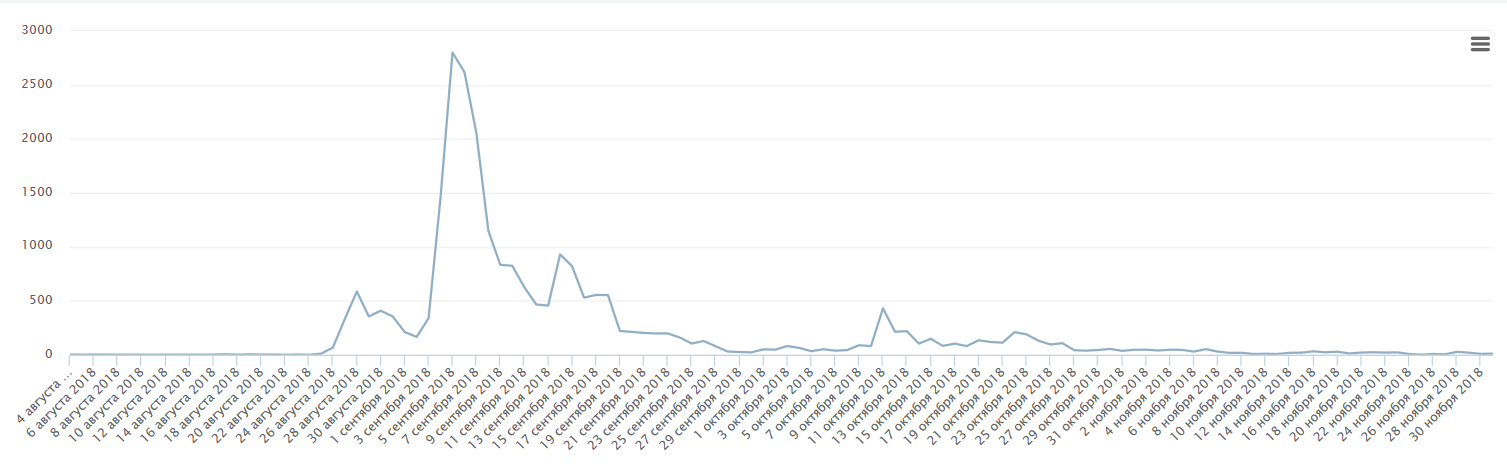 3000
2500
2000
1500
1000
500
0
4 августа ...
6 августа 2018
8 августа 2018
10 августа 2018
12 августа 2018
14 августа 2018
16 августа 2018
18 августа 2018
20 августа 2018
22 августа 2018
24 августа 2018
26 августа 2018
28 августа 2018
30 августа 2018
1 сентября 2018
3 сентября 2018
5 сентября 2018
7 сентября 2018
9 сентября 2018
11 сентября 2018
13 сентября 2018
15 сентября 2018
17 сентября 2018
19 сентября 2018
21 сентября 2018
23 сентября 2018
25 сентября 2018
27 сентября 2018
29 сентября 2018
1 октября 2018
3 октября 2018
5 октября 2018
7 октября 2018
9 октября 2018
11 октября 2018
13 октября 2018
15 октября 2018
17 октября 2018
19 октября 2018
21 октября 2018
23 октября 2018
25 октября 2018
27 октября 2018
29 октября 2018
31 октября 2018
2 ноября 2018
4 ноября 2018
6 ноября 2018
8 ноября 2018
10 ноября 2018
12 ноября 2018
14 ноября 2018
16 ноября 2018
18 ноября 2018
20 ноября 2018
22 ноября 2018
24 ноября 2018
26 ноября 2018
28 ноября 2018
30 ноября 2018